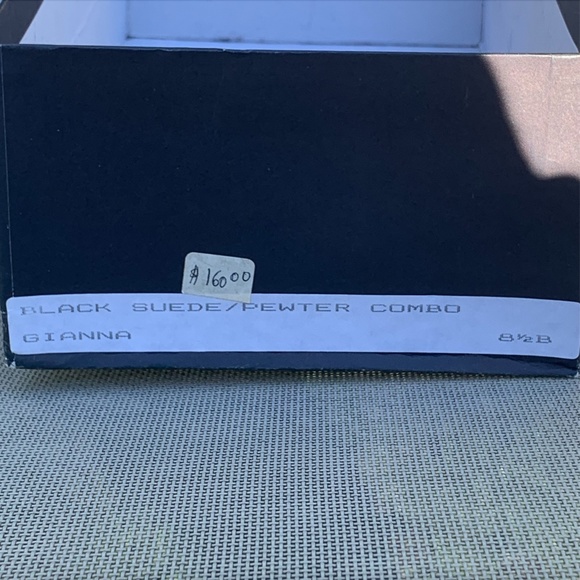 $160.00
BLACK SUEDE/PEWTER COMBO
GIANNA 8½B